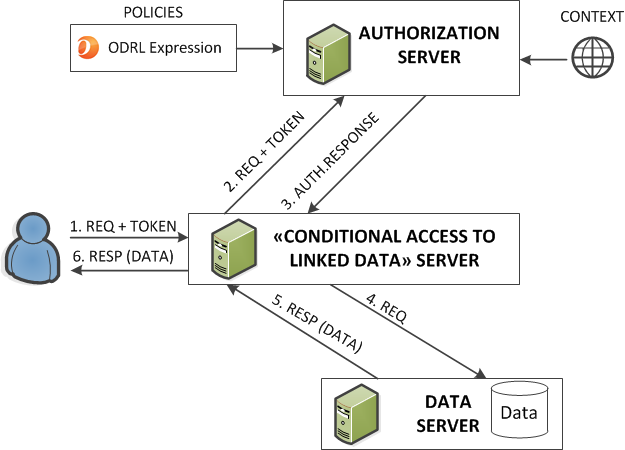 POLICIES
ODRL Expression
AUTHORIZATION
SERVER
CONTEXT
2. REQ + TOKEN
3. AUTH.RESPONSE
1. REQ + TOKEN
6. RESP (DATA)
«CONDITIONAL ACCESS TO
LINKED DATA» SERVER
5. RESP (DATA)
4. REQ
DATA
SERVER
Data